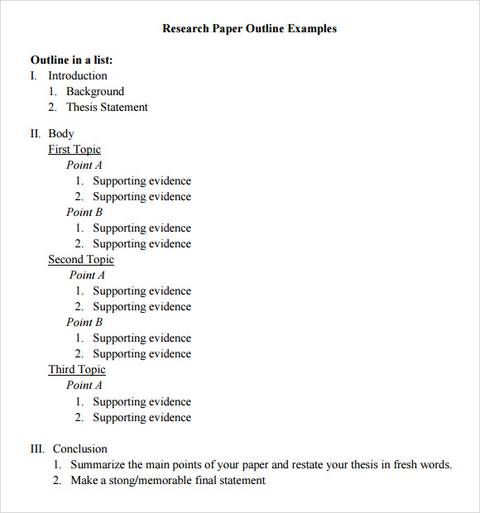 Research Paper Outline Examples
Outline in a list:
I. Introduction
1. Background
2. Thesis Statement
II. Body
First Topic
Point A
1. Supporting evidence
2. Supporting evidence
Point B
1. Supporting evidence
2. Supporting evidence
Second Topic
Point A
1. Supporting evidence
2. Supporting evidence
Point B
1. Supporting evidence
2. Supporting evidence
Third Topic
Point A
1. Supporting evidence
2. Supporting evidence
III. Conclusion
1. Summarize the main points of your paper and restate your thesis in fresh words.
2. Make a stong/memorable final statement